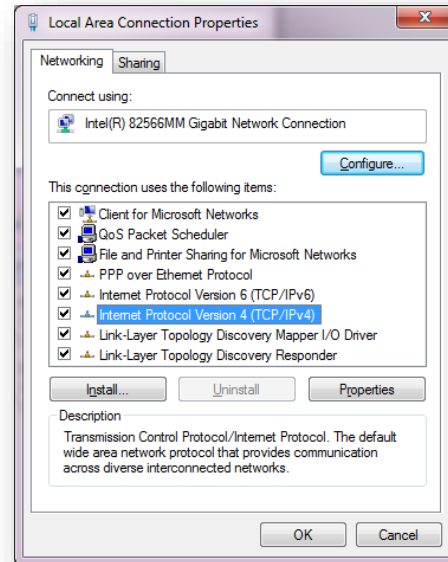 Local Area Connection Properties
Networking
Sharing
Connect using:
Intel(R) 82566MM Gigabit Network Connection
Configure...
This connection uses the following items:
Client for Microsoft Networks
QoS Packet Scheduler
File and Printer Sharing for Microsoft Networks
PPP over Ethernet Protocol
Internet Protocol Version 6 (TCP/IPv6)
Internet Protocol Version 4 (TCP/IPv4)
Link-Layer Topology Discovery Mapper I/O Driver
Link-Layer Topology Discovery Responder
Install...
Uninstall
Properties
Description
Transmission Control Protocol/Internet Protocol. The default
wide area network protocol that provides communication
across diverse interconnected networks.
OK
Cancel